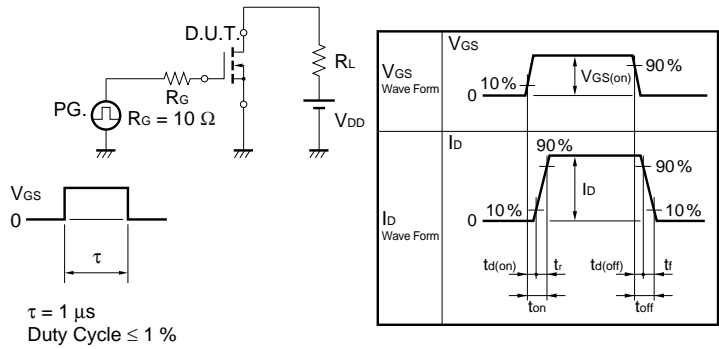 D.U.T.
RL
PG.
RG
RG = 10 Ω
VDD
VGS
0
τ
τ = 1 μs
Duty Cycle ≤ 1 %
VGS
Wave Form
VGS
10 %
90 %
VGS(on)
0
ID
Wave Form
ID
90 %
90 %
ID
10 %
10 %
0
td(on)
tr
td(off)
tf
ton
toff